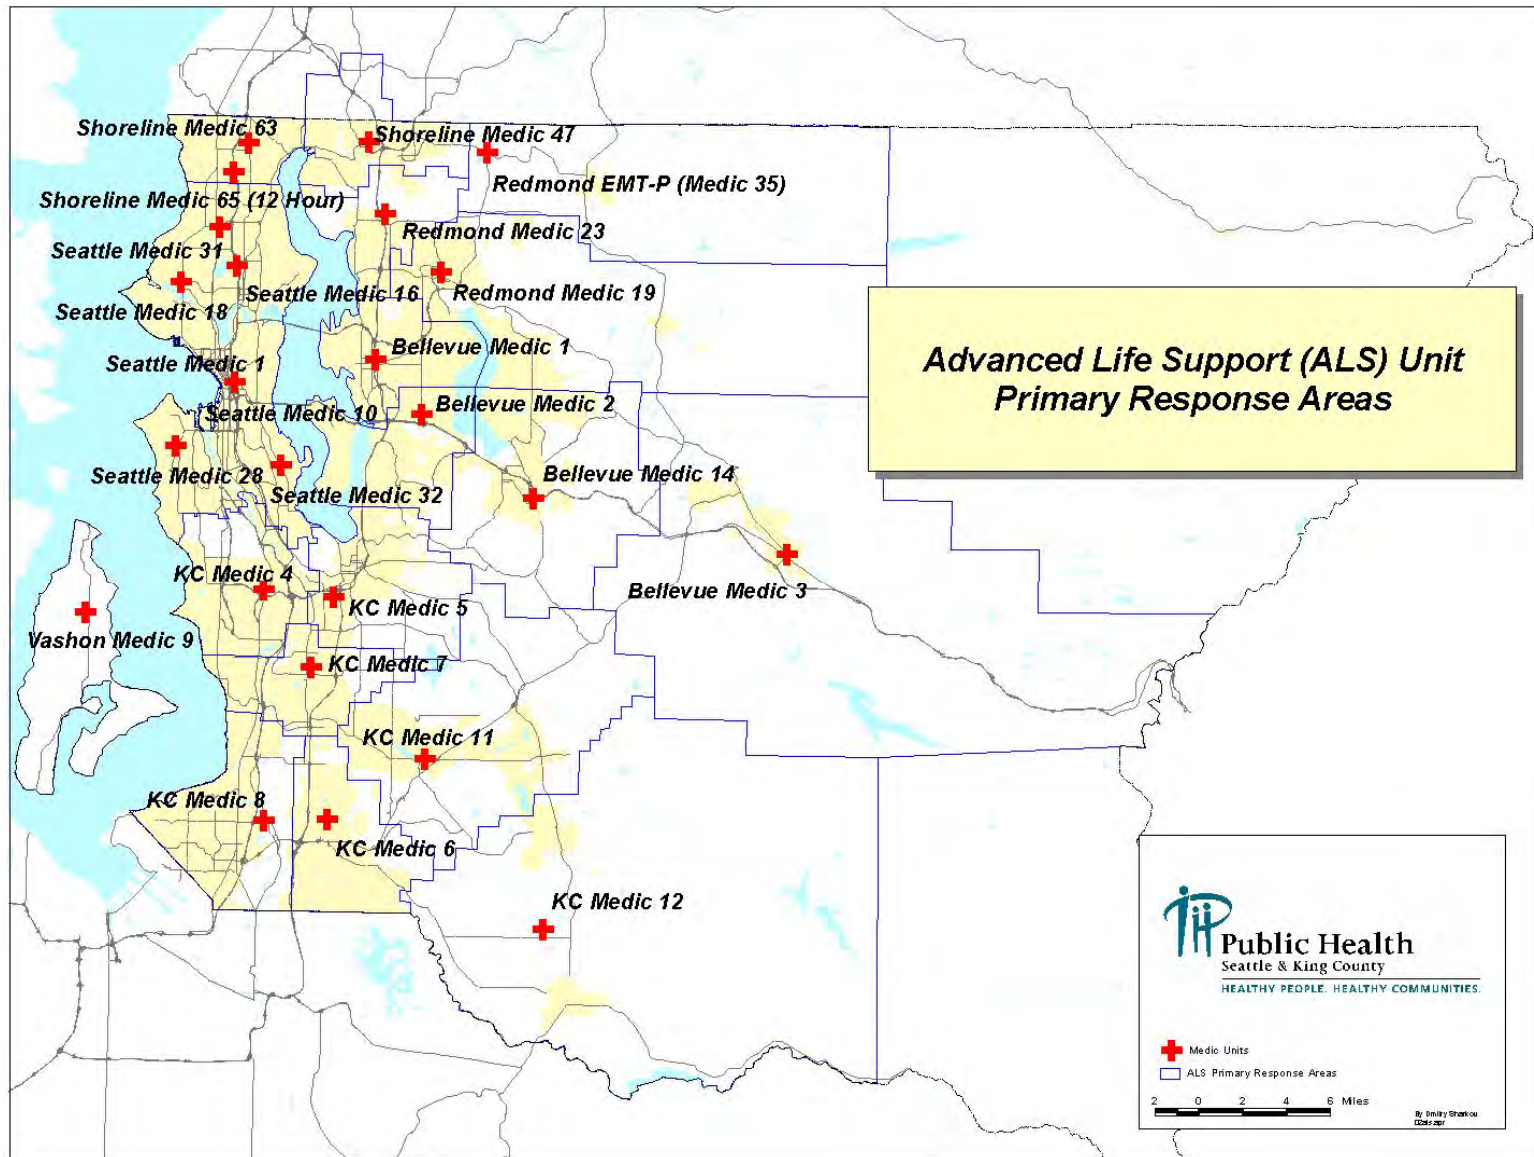 Shoreline Medic 63
Shoreline Medic 47
Redmond EMT-P (Medic 35)
Shoreline Medic 65 (12 Hour)
Redmond Medic 23
Seattle Medic 31
Seattle Medic 16
Redmond Medic 19
Seattle Medic 18
Bellevue Medic 1
Seattle Medic 1
Advanced Life Support (ALS) Unit
Primary Response Areas
Bellevue Medic 2
Seattle Medic 10
Seattle Medic 28
Bellevue Medic 14
Seattle Medic 32
KC Medic 4
Bellevue Medic 3
KC Medic 5
Vashon Medic 9
KC Medic 7
KC Medic 11
KC Medic 8
KC Medic 6
KC Medic 12
Public Health
Seattle & King County
HEALTHY PEOPLE. HEALTHY COMMUNITIES.
Medic Units
ALS Primary Response Areas
2 0 2 4 6 Miles
By Dmitry Sharkov